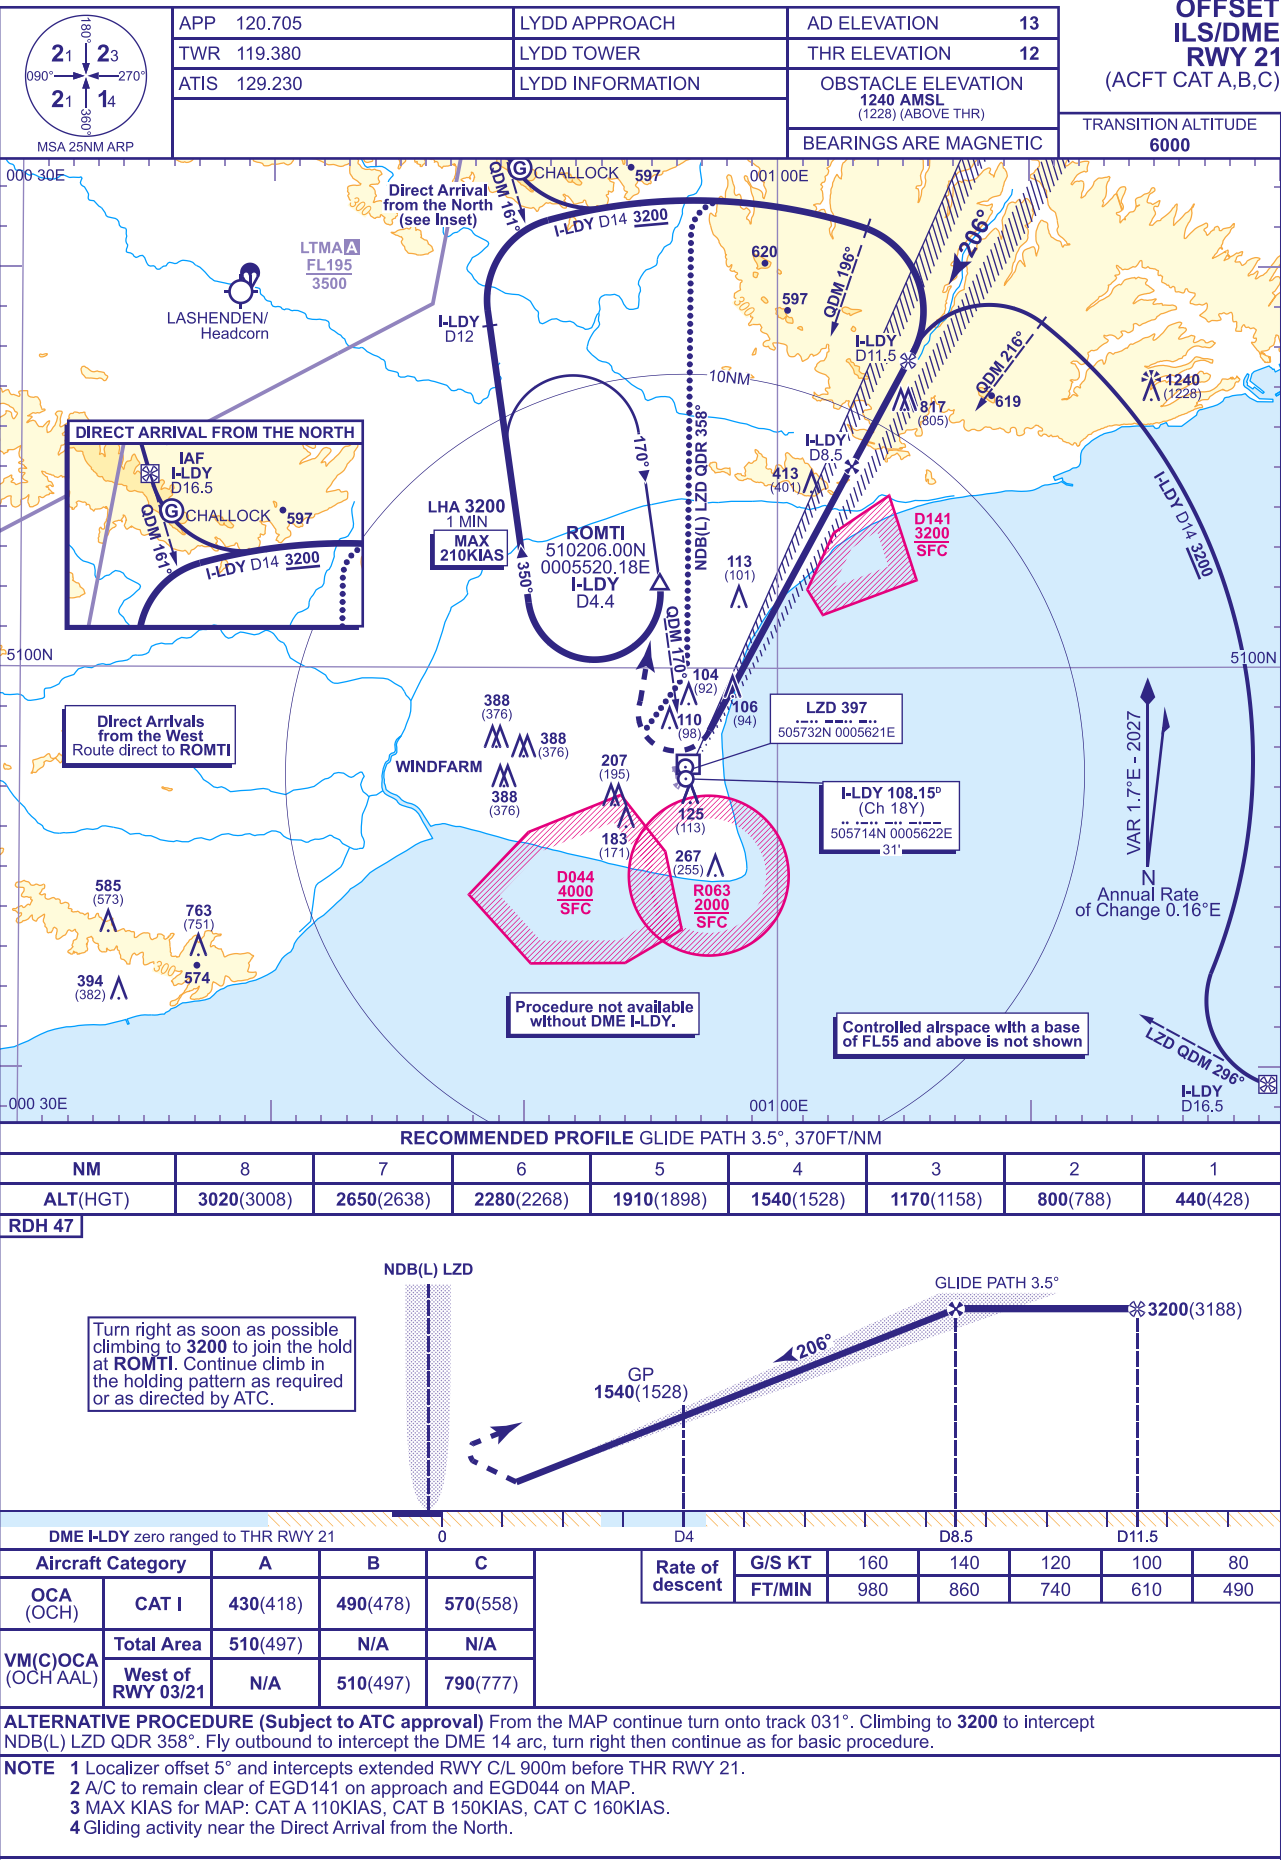 OFFSET
ILS/DME
RWY 21
(ACFT CAT A,B,C)
TRANSITION ALTITUDE
6000
180°
21 23
090° 270°
21 14
360°
MSA 25NM ARP
APP 120.705 LYDD APPROACH
TWR 119.380 LYDD TOWER
ATIS 129.230 LYDD INFORMATION
AD ELEVATION 13
THR ELEVATION 12
OBSTACLE ELEVATION
1240 AMSL
(1228) (ABOVE THR)
BEARINGS ARE MAGNETIC
000 30E
001 00E
G CHALLOCK 597
Direct Arrival
from the North
(see Inset)
QDM 161°
I-LDY D14 3200
LTMA A
FL195
3500
LASHENDEN/
Headcorn
I-LDY
D12
620
597
300
QDM 196°
206°
I-LDY
D11.5
QDM 216°
619
1240
(1228)
817
(805)
10NM
I-LDY
D8.5
413
(401)
I-LDY D14 3200
DIRECT ARRIVAL FROM THE NORTH
IAF
I-LDY
D16.5
G CHALLOCK 597
QDM 161°
I-LDY D14 3200
170°
NDB(L) LZD QDR 358°
LHA 3200
1 MIN
MAX
210KIAS
ROMTI
510206.00N
0005520.18E
I-LDY
D4.4
350°
D141
3200
SFC
113
(101)
QDM 170°
5100N
5100N
104
(92)
106
(94)
110
(98)
Direct Arrivals
from the West
Route direct to ROMTI
388
(376)
388
(376)
WINDFARM
388
(376)
207
(195)
183
(171)
125
(113)
267
(255)
LZD 397
505732N 0005621E
I-LDY 108.15D
(Ch 18Y)
505714N 0005622E
31'
VAR 1.7°E - 2027
N
Annual Rate
of Change 0.16°E
D044
4000
SFC
R063
2000
SFC
585
(573)
763
(751)
300
574
394
(382)
Procedure not available
without DME I-LDY.
Controlled airspace with a base
of FL55 and above is not shown
LZD QDM 296°
I-LDY
D16.5
000 30E
001 00E
RECOMMENDED PROFILE GLIDE PATH 3.5°, 370FT/NM
NM 8 7 6 5 4 3 2 1
ALT(HGT) 3020(3008) 2650(2638) 2280(2268) 1910(1898) 1540(1528) 1170(1158) 800(788) 440(428)
RDH 47
NDB(L) LZD
GLIDE PATH 3.5°
3200(3188)
206°
GP
1540(1528)
Turn right as soon as possible
climbing to 3200 to join the hold
at ROMTI. Continue climb in
the holding pattern as required
or as directed by ATC.
DME I-LDY zero ranged to THR RWY 21 0 D4 D8.5 D11.5
Aircraft Category A B C
OCA
(OCH)
CAT I 430(418) 490(478) 570(558)
VM(C)OCA
(OCH AAL)
Total Area 510(497) N/A N/A
West of
RWY 03/21
N/A 510(497) 790(777)
Rate of
descent
G/S KT 160 140 120 100 80
FT/MIN 980 860 740 610 490
ALTERNATIVE PROCEDURE (Subject to ATC approval) From the MAP continue turn onto track 031°. Climbing to 3200 to intercept
NDB(L) LZD QDR 358°. Fly outbound to intercept the DME 14 arc, turn right then continue as for basic procedure.
NOTE 1 Localizer offset 5° and intercepts extended RWY C/L 900m before THR RWY 21.
2 A/C to remain clear of EGD141 on approach and EGD044 on MAP.
3 MAX KIAS for MAP: CAT A 110KIAS, CAT B 150KIAS, CAT C 160KIAS.
4 Gliding activity near the Direct Arrival from the North.